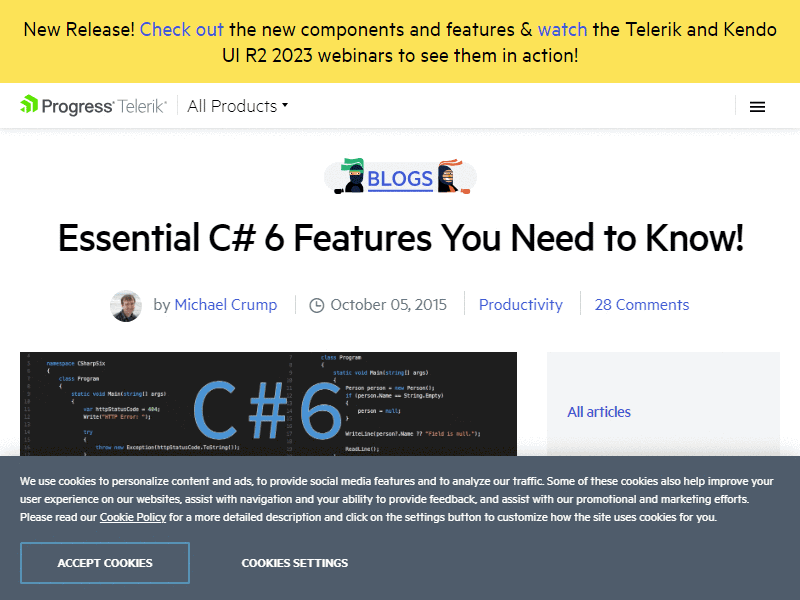 New Release! Check out the new components and features & watch the Telerik and Kendo
UI R2 2023 webinars to see them in action!
Progress Telerik
All Products
BLOGS
Essential C# 6 Features You Need to Know!
by Michael Crump
October 05, 2015
Productivity
28 Comments
namespace CSharpSix
{
class Program
{
static void Main(string[] args)
{
var httpStatusCode = 404;
Write("HTTP Error: ");
try
{
throw new Exception(httpStatusCode.ToString());
}
C#6
class Program
{
static void Main(string[] args)
{
Person person = new Person();
if (person.Name == String.Empty)
{
person = null;
}
WriteLine(person?.Name ?? "Field is null.");
ReadLine();
All articles
We use cookies to personalize content and ads, to provide social media features and to analyze our traffic. Some of these cookies also help improve your
user experience on our websites, assist with navigation and your ability to provide feedback, and assist with our promotional and marketing efforts.
Please read our Cookie Policy for a more detailed description and click on the settings button to customize how the site uses cookies for you.
ACCEPT COOKIES
COOKIES SETTINGS